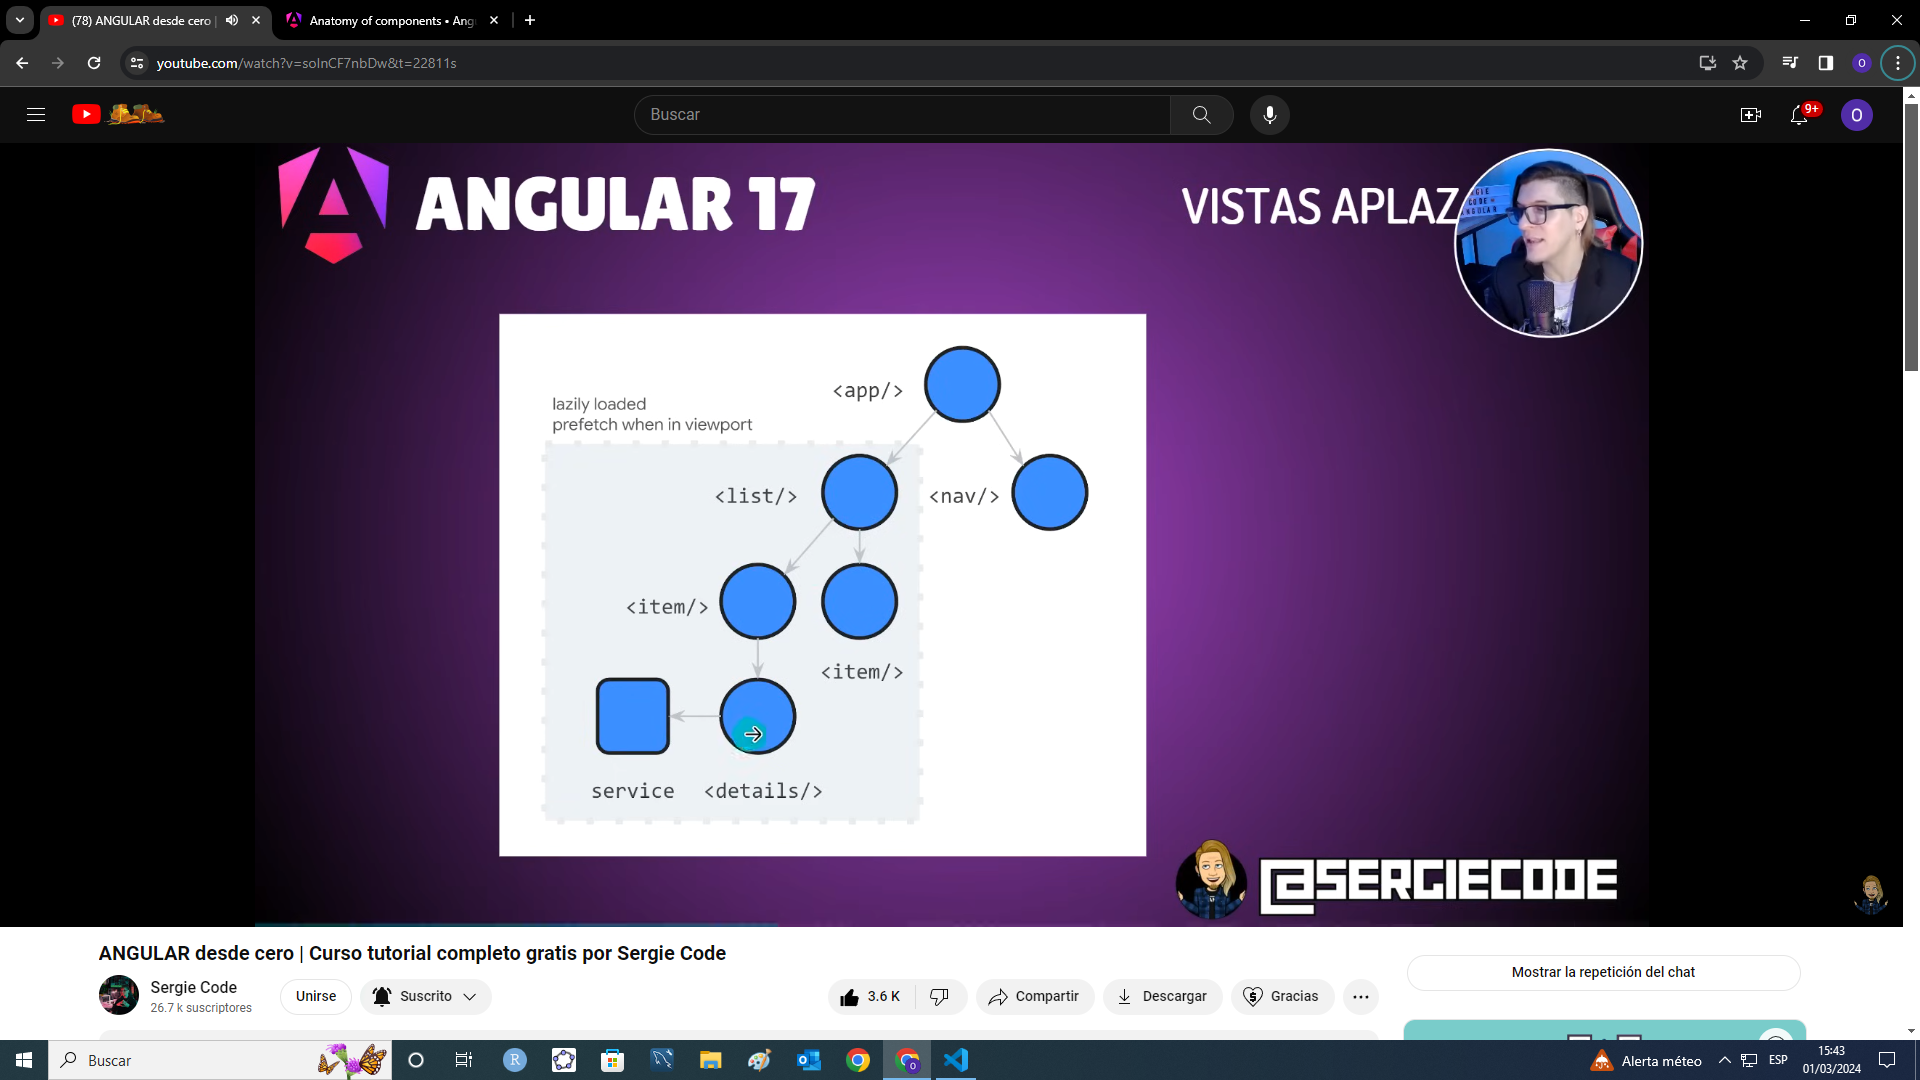 (78) ANGULAR desde cero |
Anatomy of components • Ang
youtube.com/watch?v=soInCF7nbDw&t=22811s
O
Buscar
9+
O
ANGULAR 17
VISTAS APLAZ
<app/>
lazily loaded
prefetch when in viewport
<list/>
<nav/>
<item/>
<item/>
service
<details/>
@SERGIECODE
ANGULAR desde cero | Curso tutorial completo gratis por Sergie Code
Sergie Code
26.7 k suscriptores
Unirse
Suscrito
3.6 K
Compartir
Descargar
Gracias
Mostrar la repetición del chat
Buscar
Alerta méteo
ESP
15:43
01/03/2024